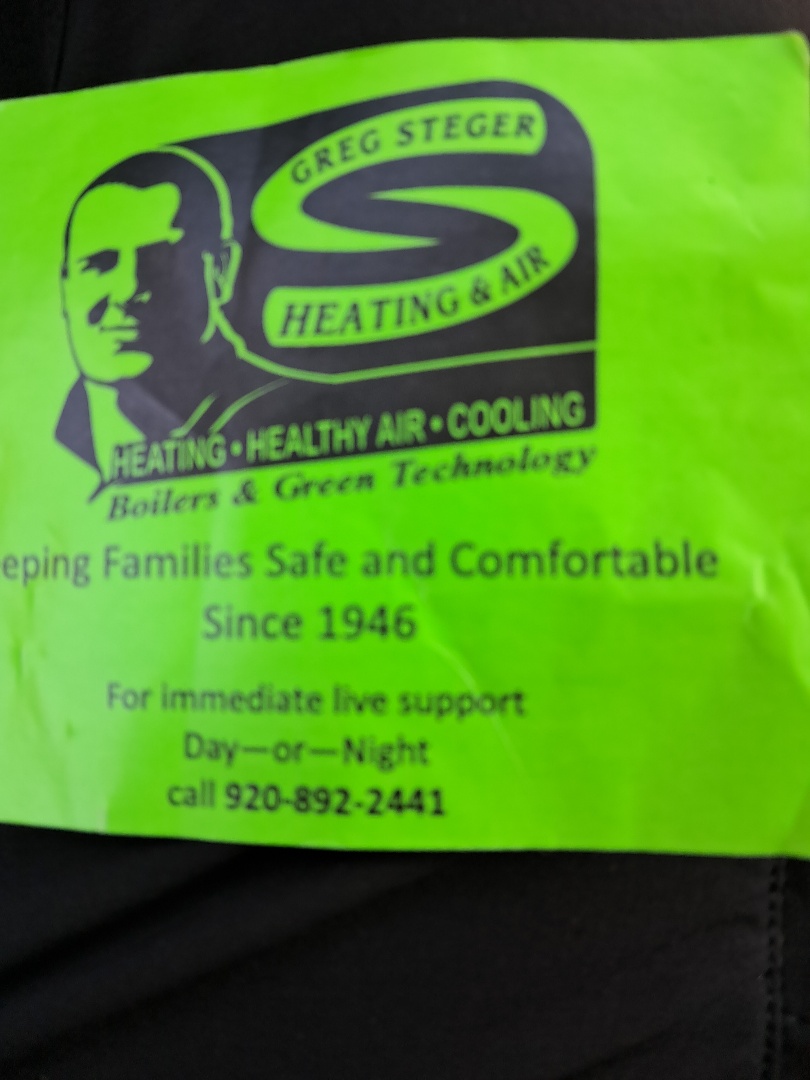 GREG STEGER
HEATING & AIR
HEATING • HEALTHY AIR • COOLING
Boilers & Green Technology
eping Families Safe and Comfortable
Since 1946
For immediate live support
Day—or—Night
call 920-892-2441